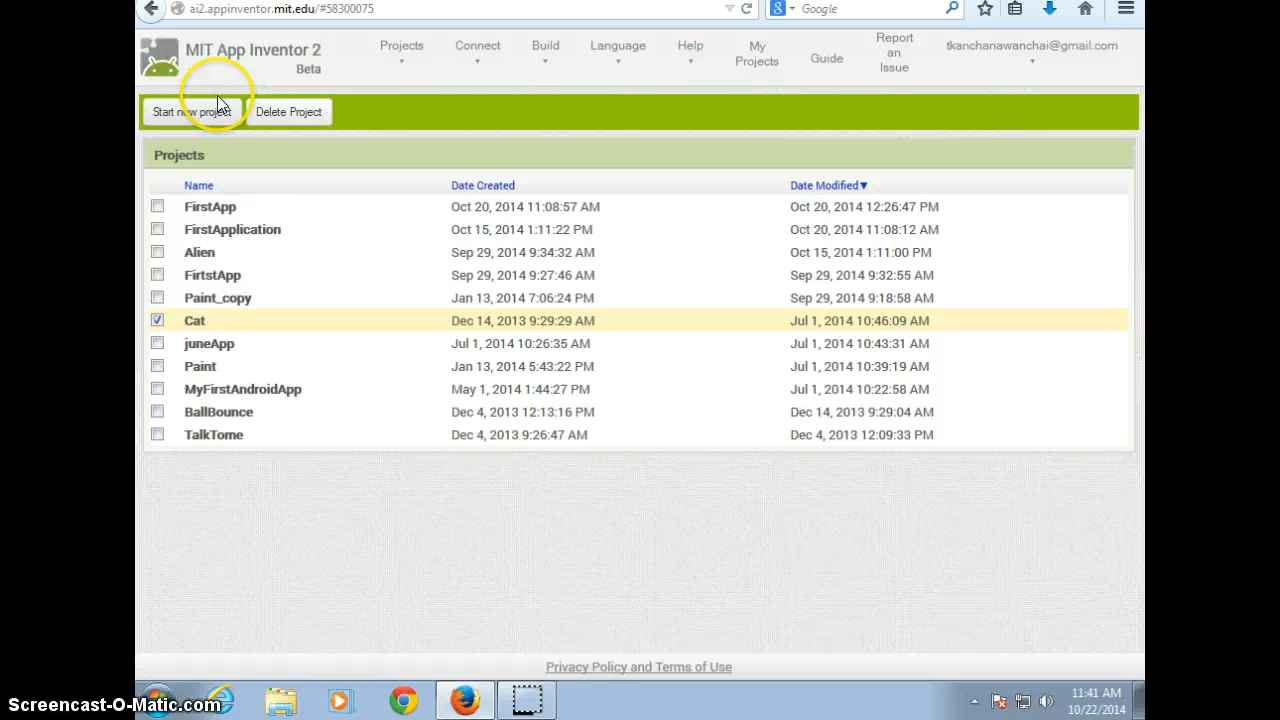 ai2.appinventor.mit.edu/#58300075
Google
MIT App Inventor 2
Beta
Projects
Connect
Build
Language
Help
My Projects
Guide
Report an Issue
tkanchanawanchai@gmail.com
Start new project
Delete Project
Projects
Name Date Created Date Modified▼
FirstApp Oct 20, 2014 11:08:57 AM Oct 20, 2014 12:26:47 PM
FirstApplication Oct 15, 2014 1:11:22 PM Oct 20, 2014 11:08:12 AM
Alien Sep 29, 2014 9:34:32 AM Oct 15, 2014 1:11:00 PM
FirtstApp Sep 29, 2014 9:27:46 AM Sep 29, 2014 9:32:55 AM
Paint_copy Jan 13, 2014 7:06:24 PM Sep 29, 2014 9:18:58 AM
Cat Dec 14, 2013 9:29:29 AM Jul 1, 2014 10:46:09 AM
juneApp Jul 1, 2014 10:26:35 AM Jul 1, 2014 10:43:31 AM
Paint Jan 13, 2014 5:43:22 PM Jul 1, 2014 10:39:19 AM
MyFirstAndroidApp May 1, 2014 1:44:27 PM Jul 1, 2014 10:22:58 AM
BallBounce Dec 4, 2013 12:13:16 PM Dec 14, 2013 9:29:04 AM
TalkTome Dec 4, 2013 9:26:47 AM Dec 4, 2013 12:09:33 PM
Privacy Policy and Terms of Use
Screencast-O-Matic.com
11:41 AM
10/22/2014